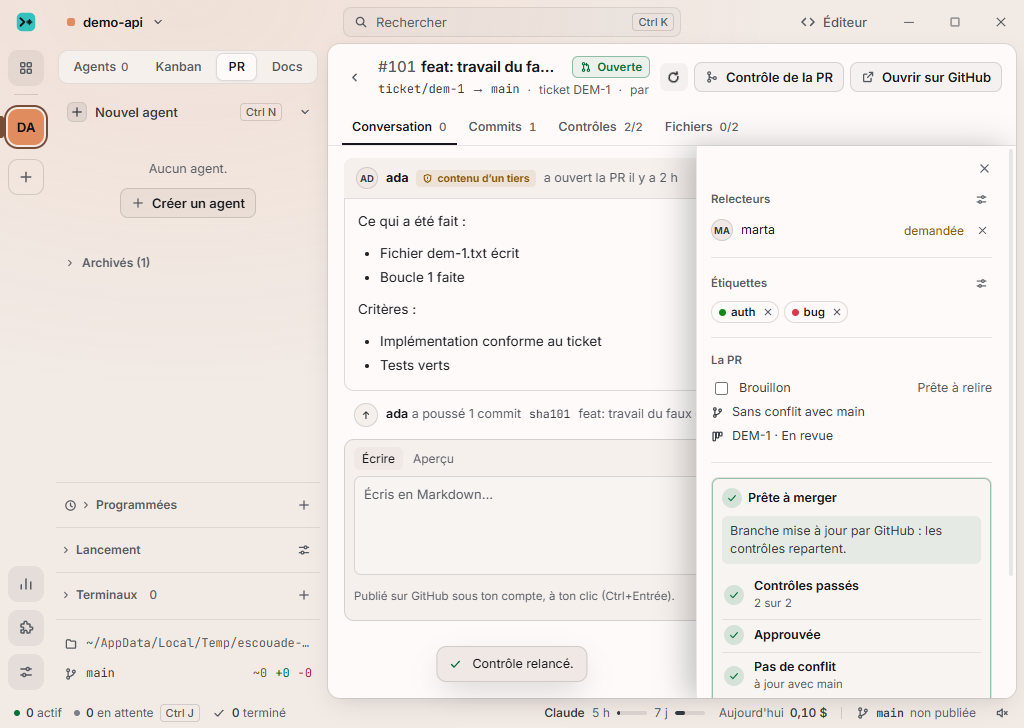 demo-api
Rechercher
Ctrl K
Éditeur
Agents 0
Kanban
PR
Docs
DA
Nouvel agent
Ctrl N
Aucun agent.
Créer un agent
Archivés (1)
Programmées
Lancement
Terminaux 0
~/AppData/Local/Temp/escouade-…
main
~0 +0 -0
#101 feat: travail du fa…
Ouverte
ticket/dem-1 → main · ticket DEM-1 · par
Contrôle de la PR
Ouvrir sur GitHub
Conversation 0
Commits 1
Contrôles 2/2
Fichiers 0/2
AD
ada
contenu d'un tiers
a ouvert la PR il y a 2 h
Ce qui a été fait :
• Fichier dem-1.txt écrit
• Boucle 1 faite
Critères :
• Implémentation conforme au ticket
• Tests verts
ada a poussé 1 commit sha101 feat: travail du faux
Écrire
Aperçu
Écris en Markdown…
Publié sur GitHub sous ton compte, à ton clic (Ctrl+Entrée).
Contrôle relancé.
Relecteurs
MA
marta
demandée
Étiquettes
auth
bug
La PR
Brouillon
Prête à relire
Sans conflit avec main
DEM-1 · En revue
Prête à merger
Branche mise à jour par GitHub : les
contrôles repartent.
Contrôles passés
2 sur 2
Approuvée
Pas de conflit
à jour avec main
0 actif
0 en attente
Ctrl J
0 terminé
Claude 5 h
7 j
Aujourd'hui 0,10 $
main non publiée